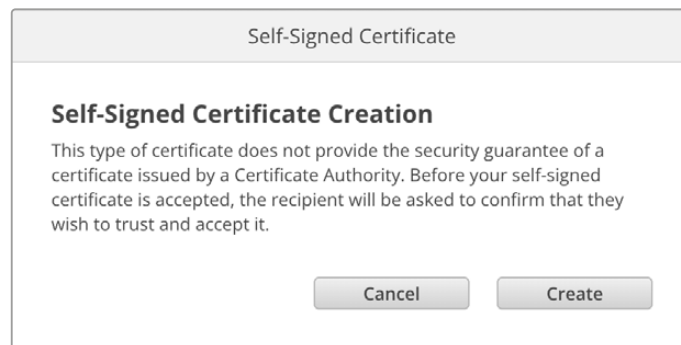 Self-Signed Certificate
Self-Signed Certificate Creation
This type of certificate does not provide the security guarantee of a
certificate issued by a Certificate Authority. Before your self-signed
certificate is accepted, the recipient will be asked to confirm that they
wish to trust and accept it.
Cancel
Create